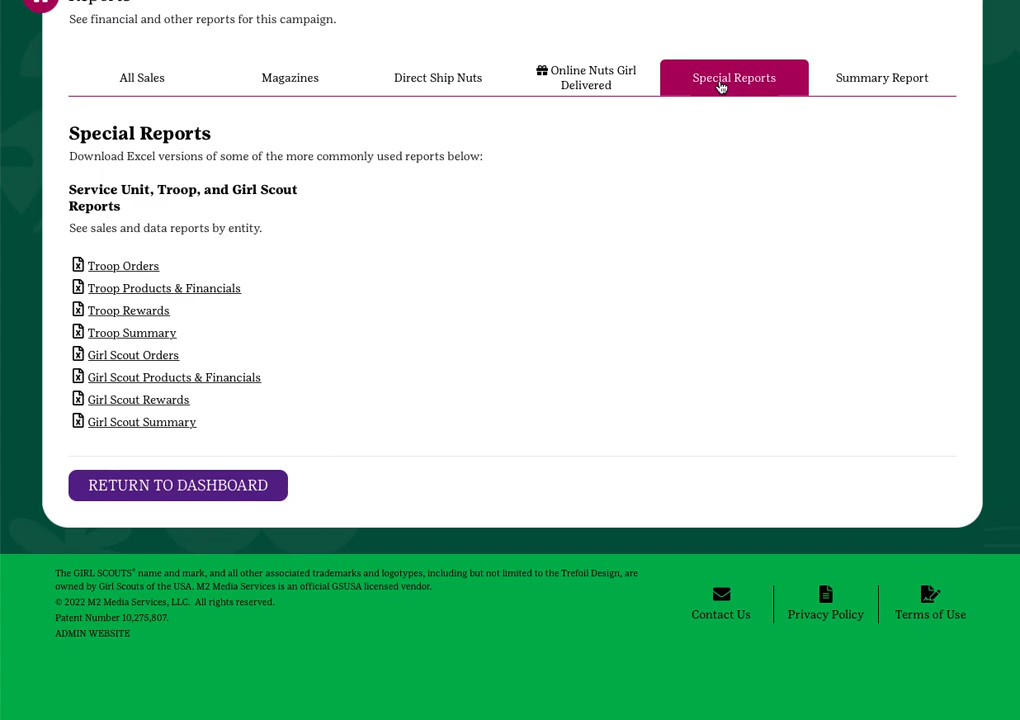 See financial and other reports for this campaign.
All Sales
Magazines
Direct Ship Nuts
Online Nuts Girl
Delivered
Special Reports
Summary Report
Special Reports
Download Excel versions of some of the more commonly used reports below:
Service Unit, Troop, and Girl Scout
Reports
See sales and data reports by entity.
Troop Orders
Troop Products & Financials
Troop Rewards
Troop Summary
Girl Scout Orders
Girl Scout Products & Financials
Girl Scout Rewards
Girl Scout Summary
RETURN TO DASHBOARD
The GIRL SCOUTS® name and mark, and all other associated trademarks and logotypes, including but not limited to the Trefoil Design, are
owned by Girl Scouts of the USA. M2 Media Services is an official GSUSA licensed vendor.
© 2022 M2 Media Services, LLC. All rights reserved.
Patent Number 10,275,807.
ADMIN WEBSITE
Contact Us
Privacy Policy
Terms of Use